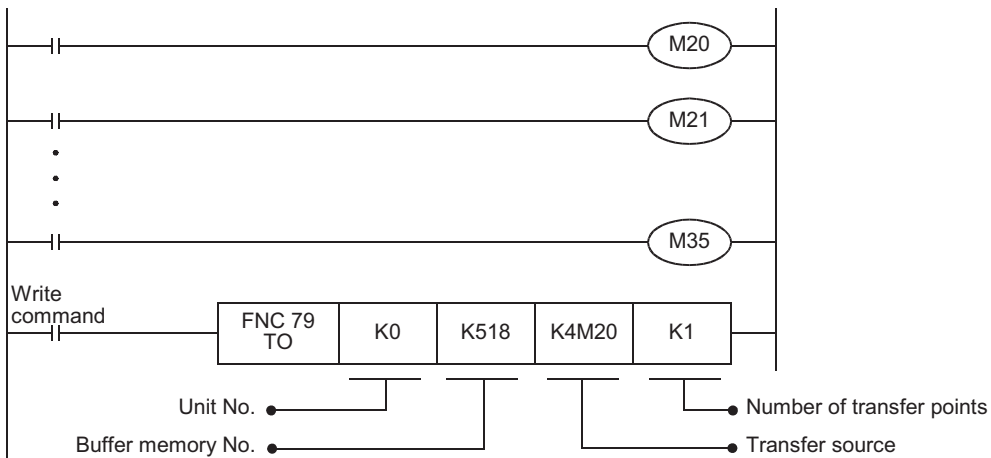 M20
M21
M35
Write
command
FNC 79
TO
K0
K518
K4M20
K1
Unit No.
Number of transfer points
Buffer memory No.
Transfer source